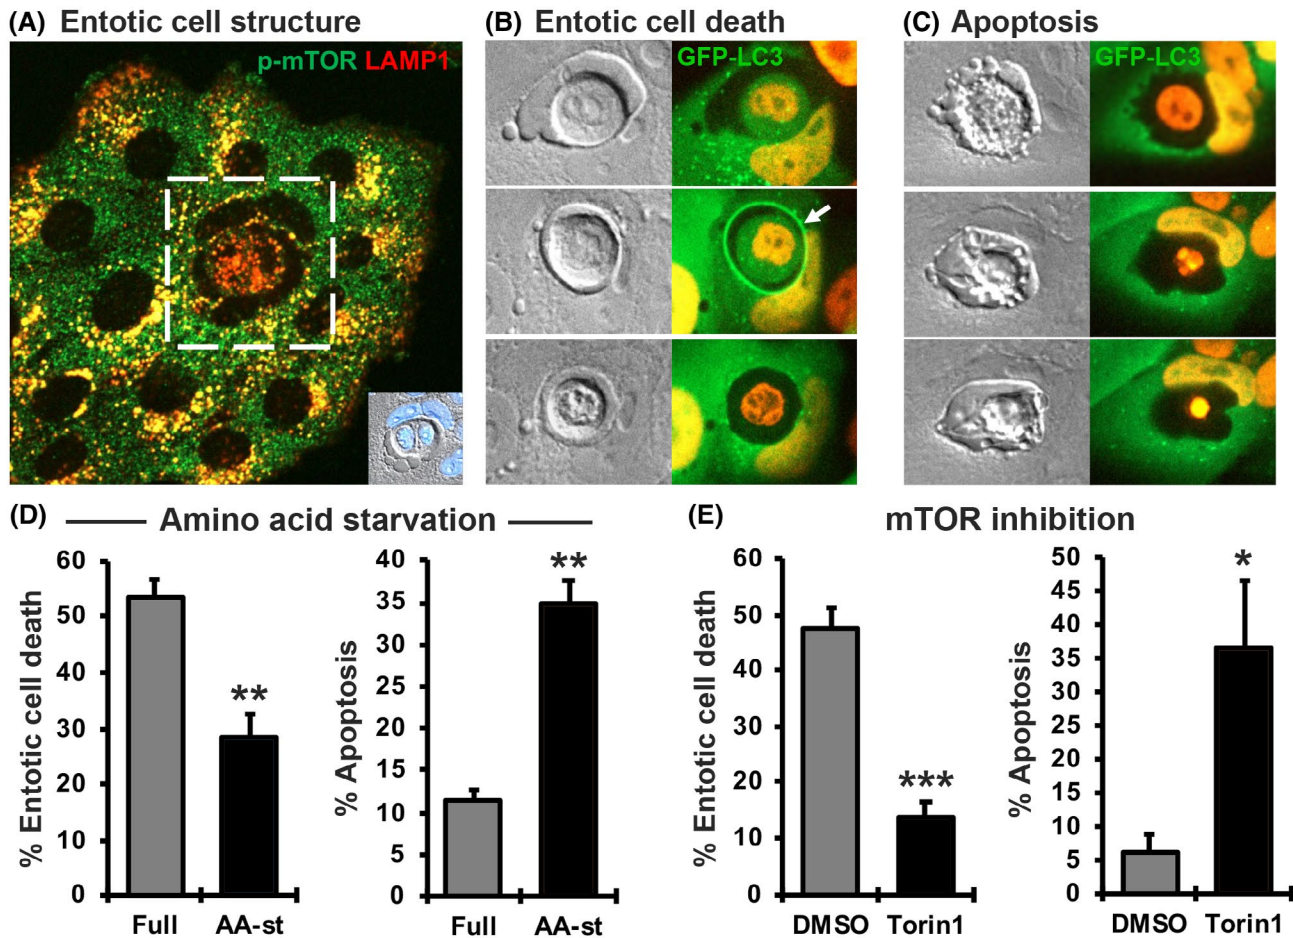 (A) Entotic cell structure
p-mTOR LAMP1
(B) Entotic cell death
GFP-LC3
(C) Apoptosis
GFP-LC3
(D) Amino acid starvation
% Entotic cell death
60
50
40
30
20
10
0
**
Full AA-st
% Apoptosis
40
35
30
25
20
15
10
5
0
**
Full AA-st
(E) mTOR inhibition
% Entotic cell death
60
50
40
30
20
10
0
***
DMSO Torin1
% Apoptosis
50
45
40
35
30
25
20
15
10
5
0
*
DMSO Torin1